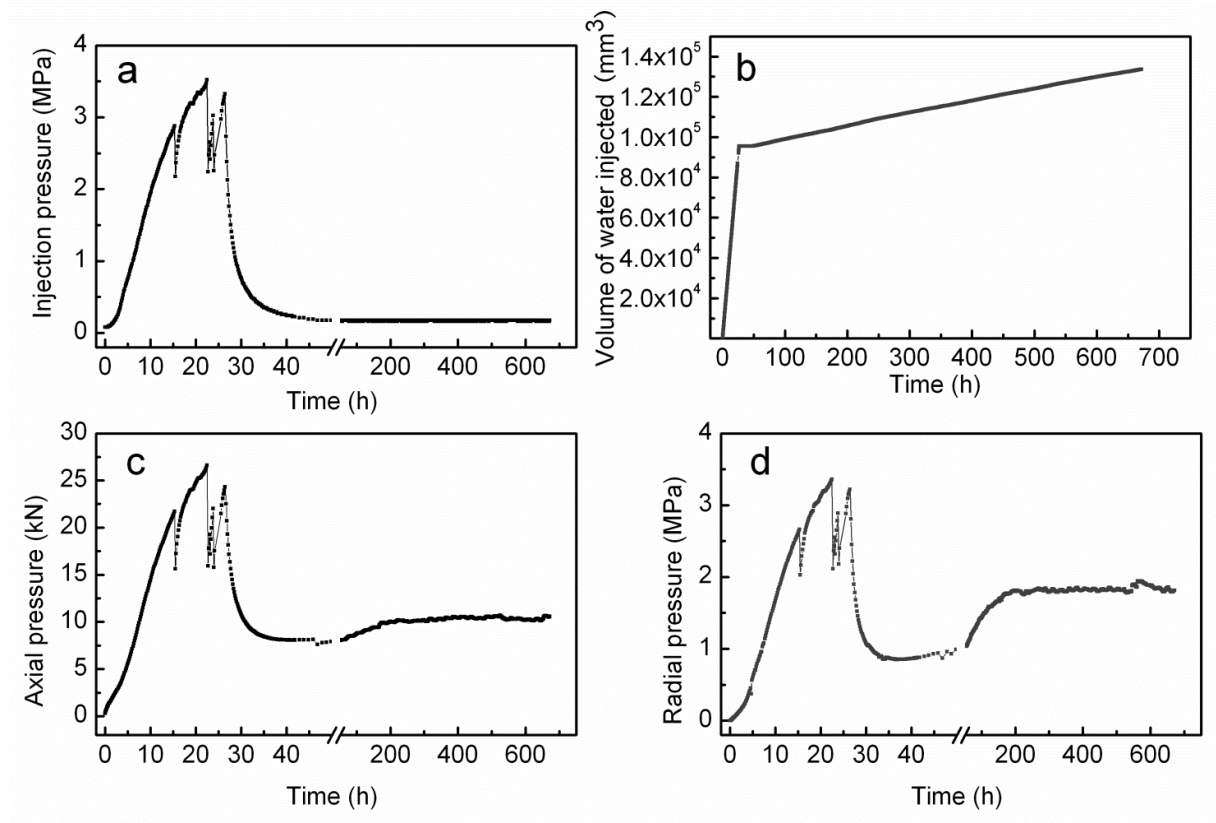 a
Injection pressure (MPa)
4
3
2
1
0
0 10 20 30 40 200 400 600
Time (h)
b
Volume of water injected (mm³)
1.4x10⁵
1.2x10⁵
1.0x10⁵
8.0x10⁴
6.0x10⁴
4.0x10⁴
2.0x10⁴
0 100 200 300 400 500 600 700
Time (h)
c
Axial pressure (kN)
30
25
20
15
10
5
0
0 10 20 30 40 200 400 600
Time (h)
d
Radial pressure (MPa)
4
3
2
1
0
0 10 20 30 40 200 400 600
Time (h)